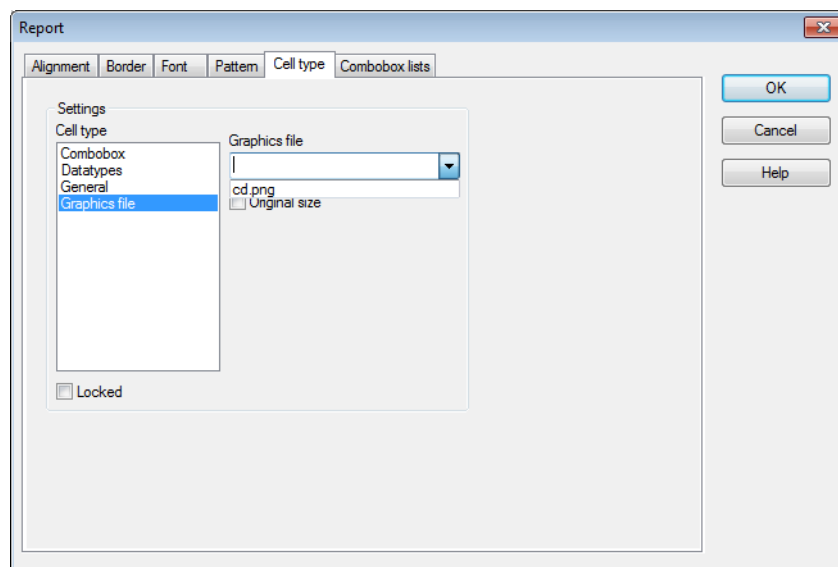 Report
Alignment Border Font Pattern Cell type Combobox lists
OK
Cancel
Help
Settings
Cell type
Combobox
Datatypes
General
Graphics file
Graphics file
cd.png
Original size
Locked